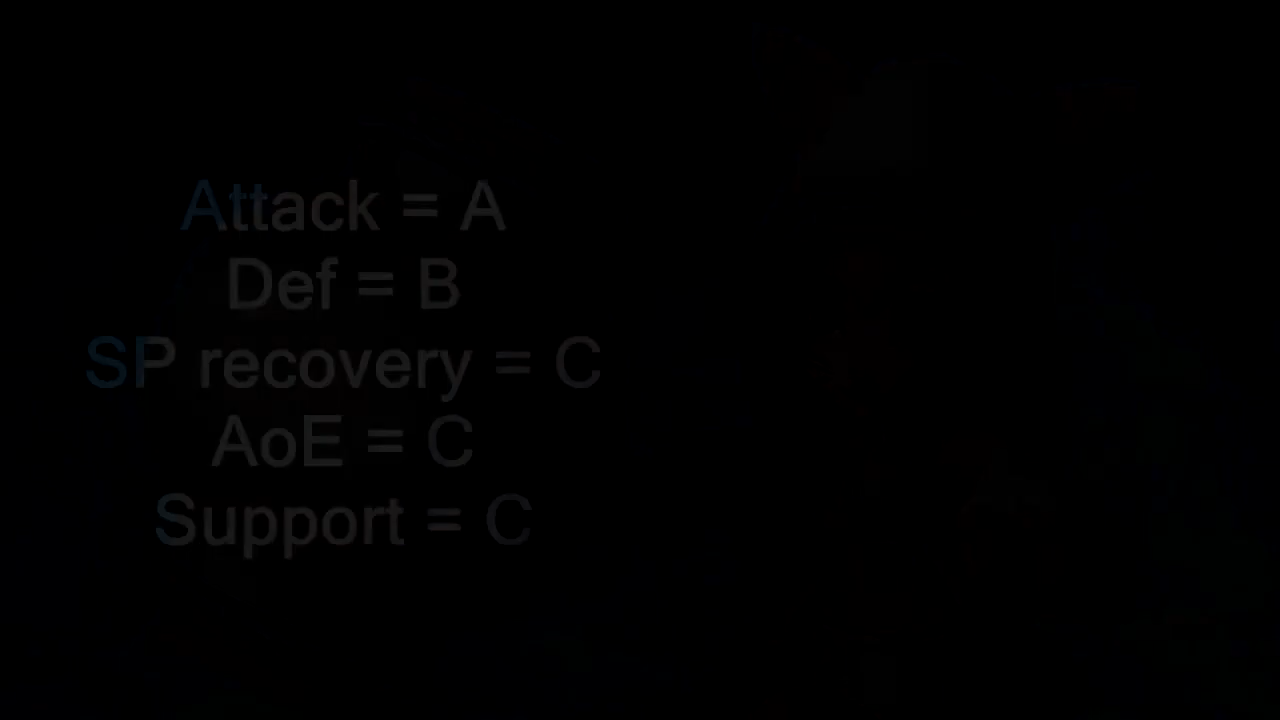 Attack = A
Def = B
SP recovery = C
AoE = C
Support = C